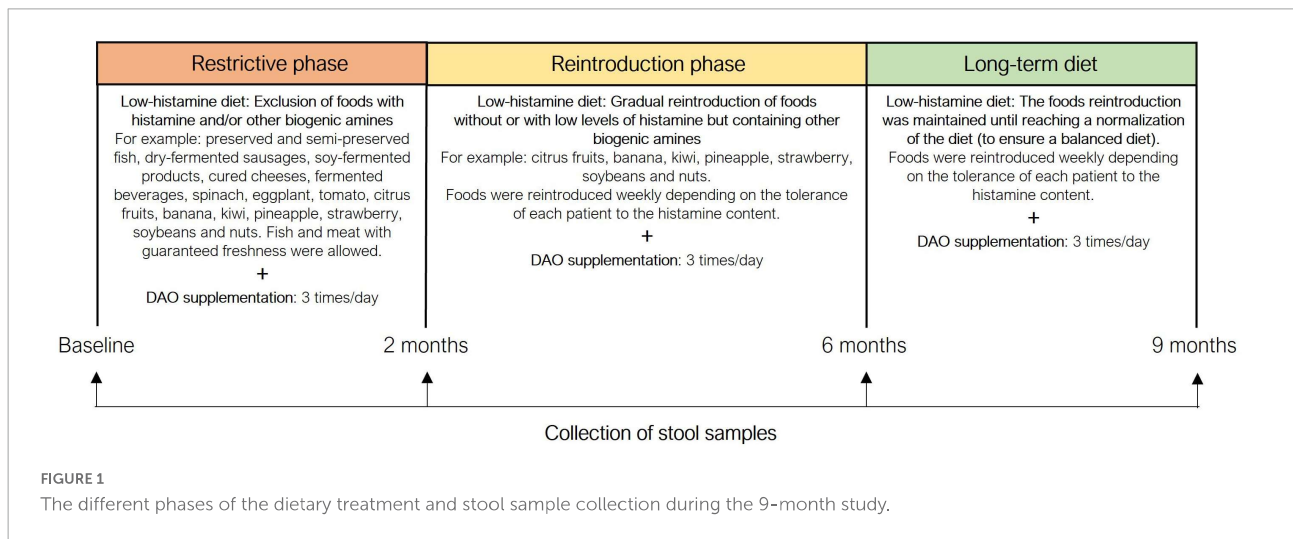 Restrictive phase
Reintroduction phase
Long-term diet
Low-histamine diet: Exclusion of foods with
histamine and/or other biogenic amines
For example: preserved and semi-preserved
fish, dry-fermented sausages, soy-fermented
products, cured cheeses, fermented
beverages, spinach, eggplant, tomato, citrus
fruits, banana, kiwi, pineapple, strawberry,
soybeans and nuts. Fish and meat with
guaranteed freshness were allowed.
+
DAO supplementation: 3 times/day
Low-histamine diet: Gradual reintroduction of foods
without or with low levels of histamine but containing other
biogenic amines
For example: citrus fruits, banana, kiwi, pineapple, strawberry,
soybeans and nuts.
Foods were reintroduced weekly depending on the tolerance
of each patient to the histamine content.
+
DAO supplementation: 3 times/day
Low-histamine diet: The foods reintroduction
was maintained until reaching a normalization
of the diet (to ensure a balanced diet).
Foods were reintroduced weekly depending
on the tolerance of each patient to the
histamine content.
+
DAO supplementation: 3 times/day
Baseline
2 months
6 months
9 months
Collection of stool samples
FIGURE 1
The different phases of the dietary treatment and stool sample collection during the 9-month study.